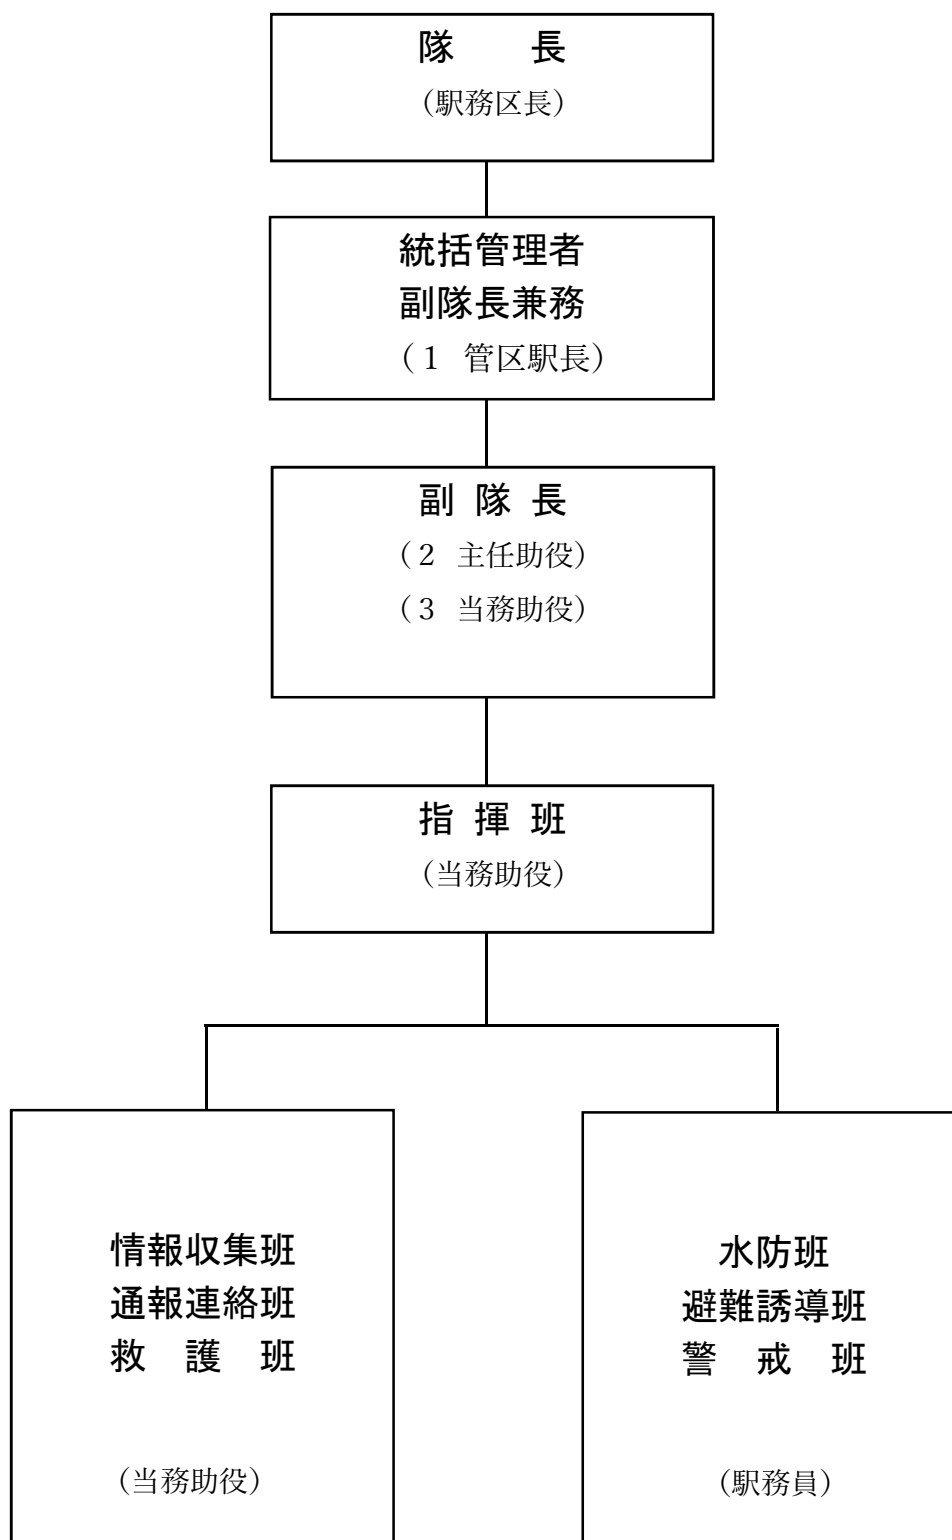 隊　　長
（駅務区長）
統括管理者
副隊長兼務
（１ 管区駅長）
副 隊 長
（２ 主任助役）
（３ 当務助役）
指 揮 班
（当務助役）
情報収集班
通報連絡班
救　護　班
（当務助役）
水防班
避難誘導班
警　戒　班
（駅務員）